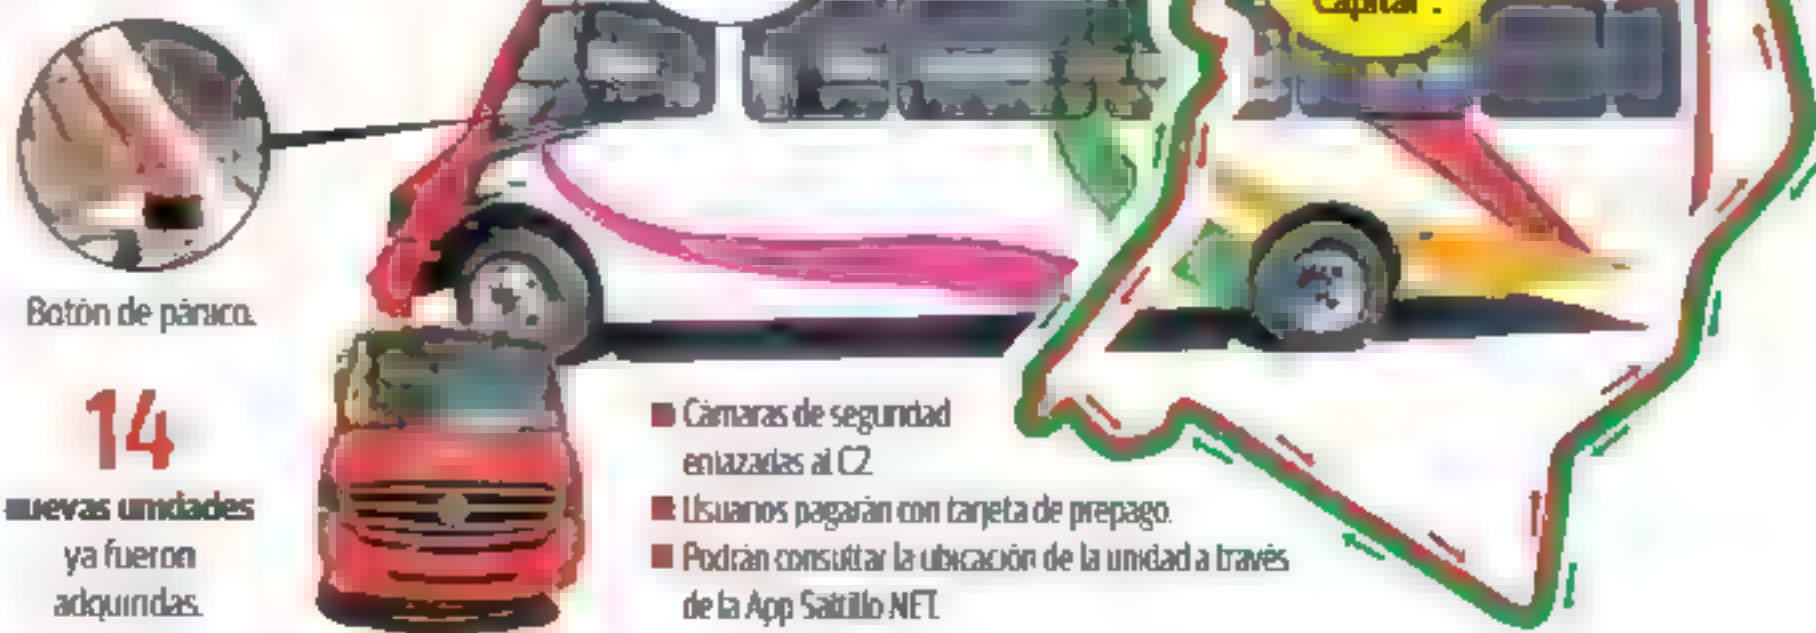 Capital".
Botón de pánico.
14
nuevas unidades
ya fueron
adquiridas.
Cámaras de seguridad
enlazadas al C2
Usuarios pagarán con tarjeta de prepago.
Podrán consultar la ubicación de la unidad a través
de la App Saltillo NET.